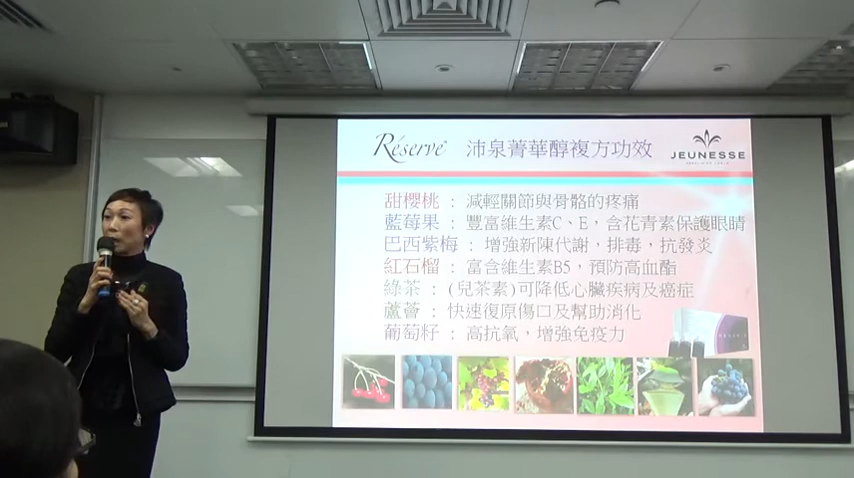 Réserve 沛泉菁華醇複方功效 JEUNESSE
甜櫻桃：減輕關節與骨骼的疼痛
藍莓果：豐富維生素C、E，含花青素保護眼睛
巴西紫梅：增強新陳代謝，排毒，抗發炎
紅石榴：富含維生素B5，預防高血酯
綠茶：(兒茶素)可降低心臟疾病及癌症
蘆薈：快速復原傷口及幫助消化
葡萄籽：高抗氧，增強免疫力